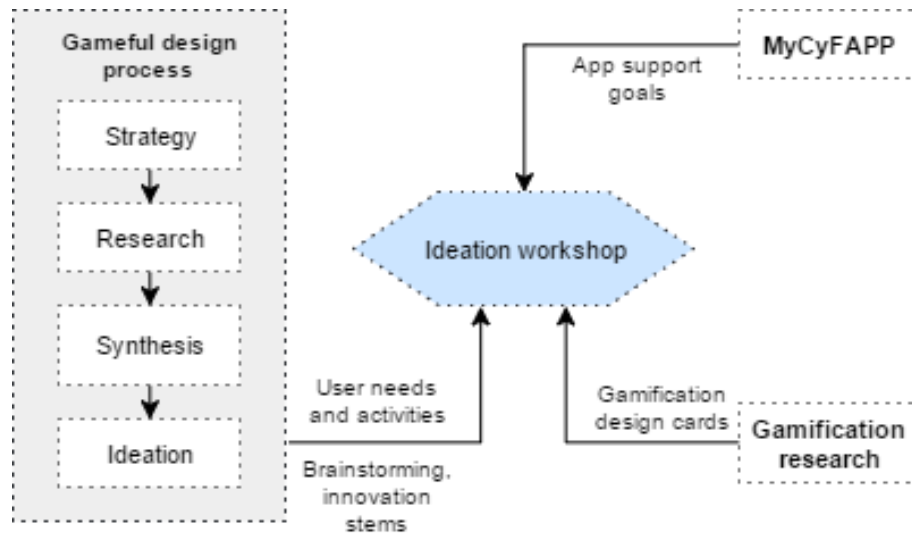 Gameful design
process
Strategy
Research
Synthesis
Ideation
MyCyFAPP
App support
goals
Ideation workshop
User needs
and activities
Brainstorming,
innovation
stems
Gamification
design cards
Gamification
research